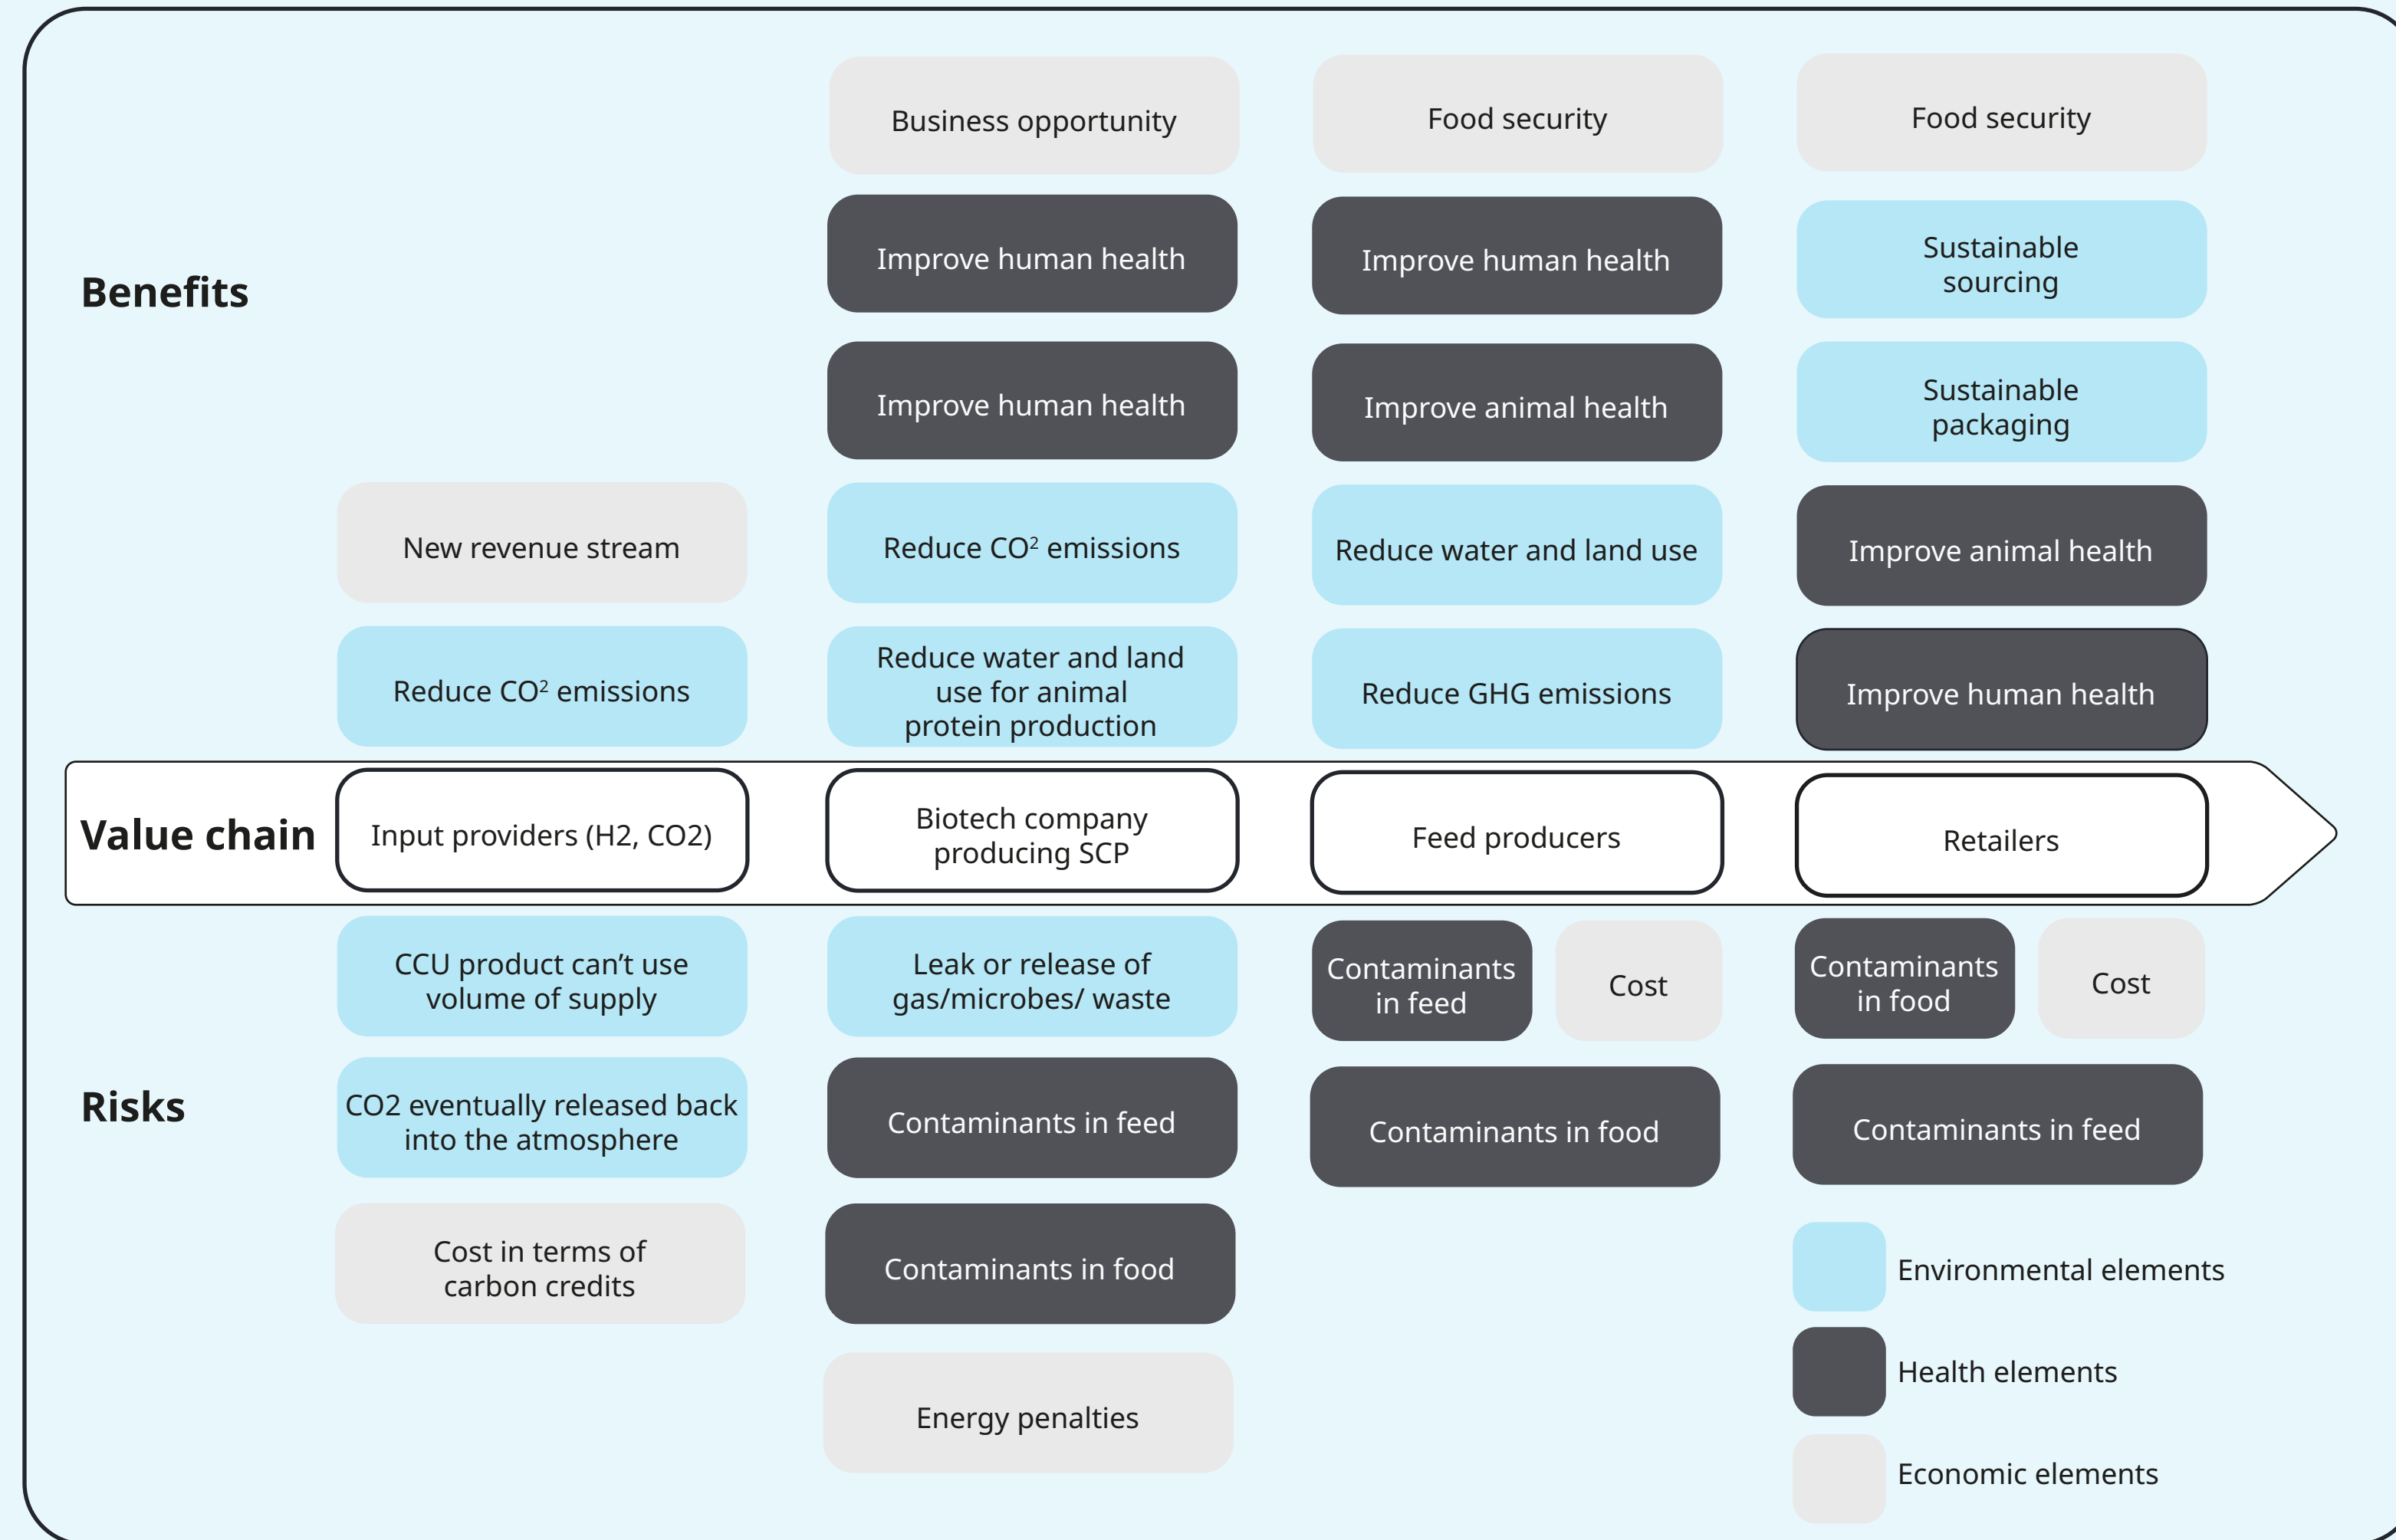 Business opportunity
Food security
Food security
Improve human health
Improve human health
Sustainable
sourcing
Benefits
Improve human health
Improve animal health
Sustainable
packaging
New revenue stream
Reduce CO² emissions
Reduce water and land use
Improve animal health
Reduce CO² emissions
Reduce water and land
use for animal
protein production
Reduce GHG emissions
Improve human health
Value chain
Input providers (H2, CO2)
Biotech company
producing SCP
Feed producers
Retailers
CCU product can’t use
volume of supply
Leak or release of
gas/microbes/ waste
Contaminants
in feed
Cost
Contaminants
in food
Cost
Risks
CO2 eventually released back
into the atmosphere
Contaminants in feed
Contaminants in food
Contaminants in feed
Cost in terms of
carbon credits
Contaminants in food
Energy penalties
Environmental elements
Health elements
Economic elements